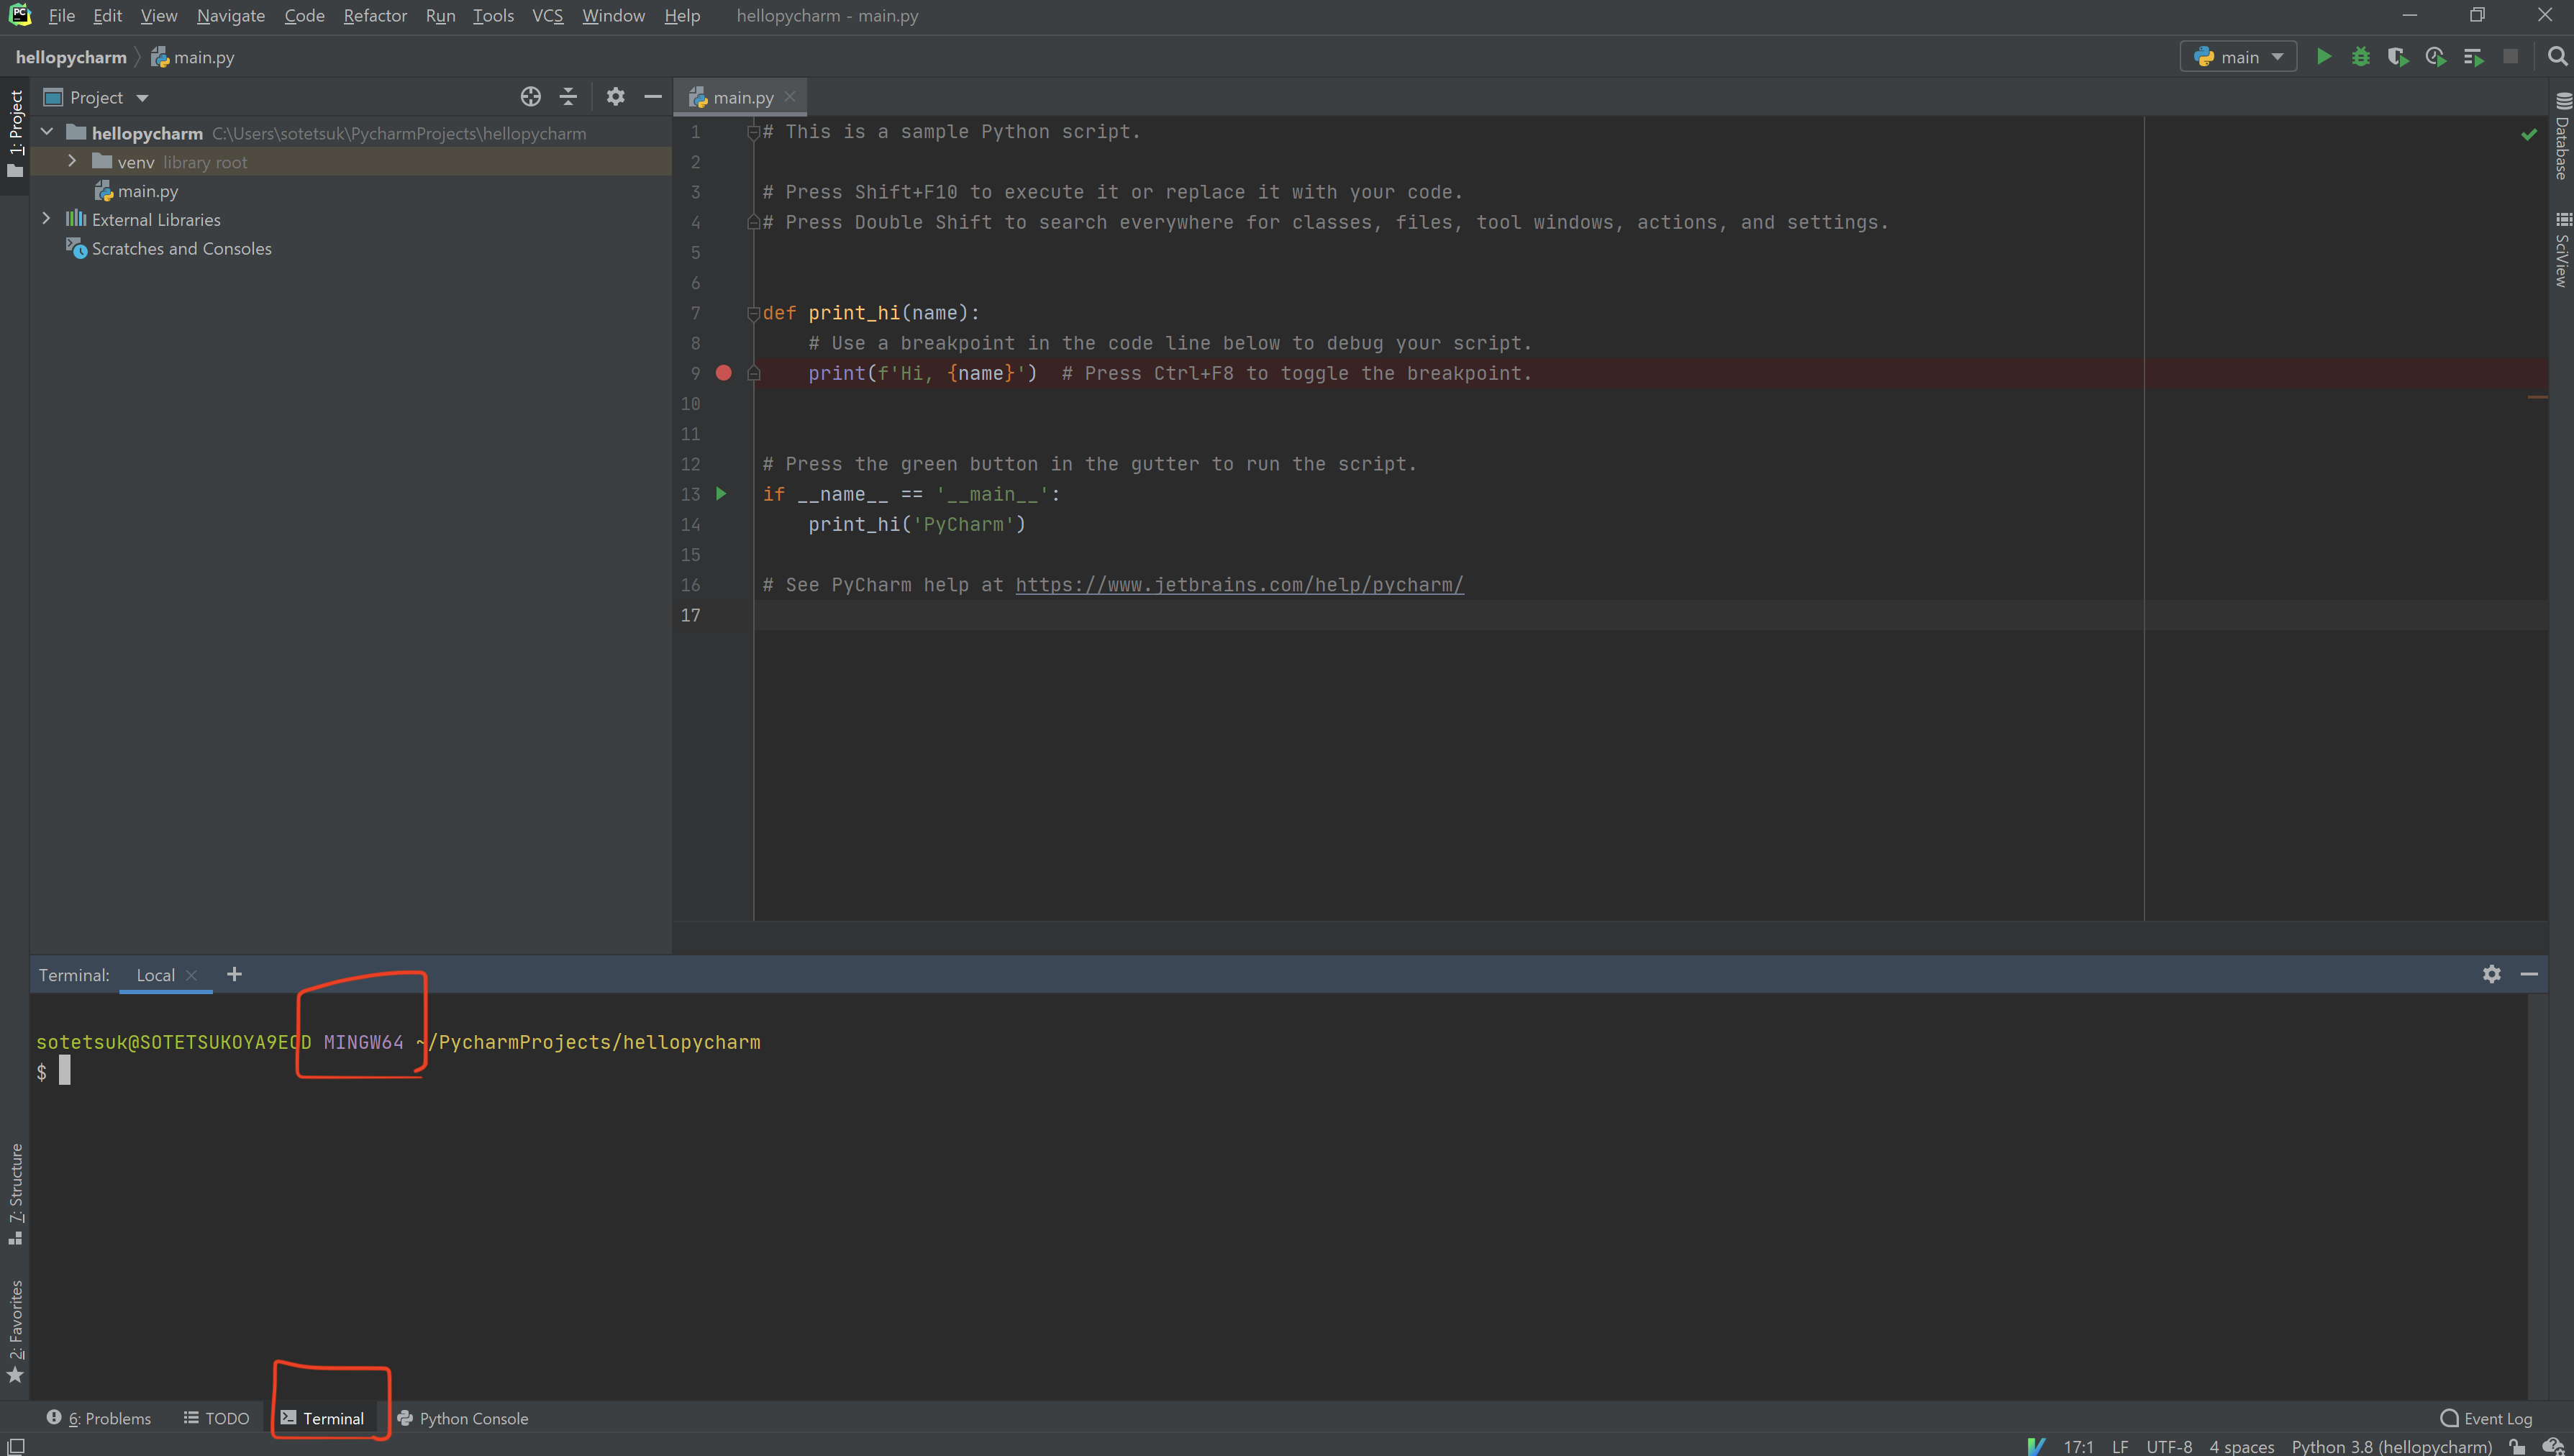 PC File Edit View Navigate Code Refactor Run Tools VCS Window Help hellopycharm - main.py
hellopycharm main.py main
1: Project
Project
hellopycharm C:\Users\sotetsuk\PycharmProjects\hellopycharm
venv library root
main.py
External Libraries
Scratches and Consoles
main.py
1 # This is a sample Python script.
2
3 # Press Shift+F10 to execute it or replace it with your code.
4 # Press Double Shift to search everywhere for classes, files, tool windows, actions, and settings.
5
6
7 def print_hi(name):
8 # Use a breakpoint in the code line below to debug your script.
9 print(f'Hi, {name}') # Press Ctrl+F8 to toggle the breakpoint.
10
11
12 # Press the green button in the gutter to run the script.
13 if __name__ == '__main__':
14 print_hi('PyCharm')
15
16 # See PyCharm help at https://www.jetbrains.com/help/pycharm/
17
Database
SciView
Terminal: Local +
sotetsuk@SOTETSUKOYA9E MINGW64 ~/PycharmProjects/hellopycharm
$
7: Structure
2: Favorites
6: Problems TODO Terminal Python Console Event Log
17:1 LF UTF-8 4 spaces Python 3.8 (hellopycharm)